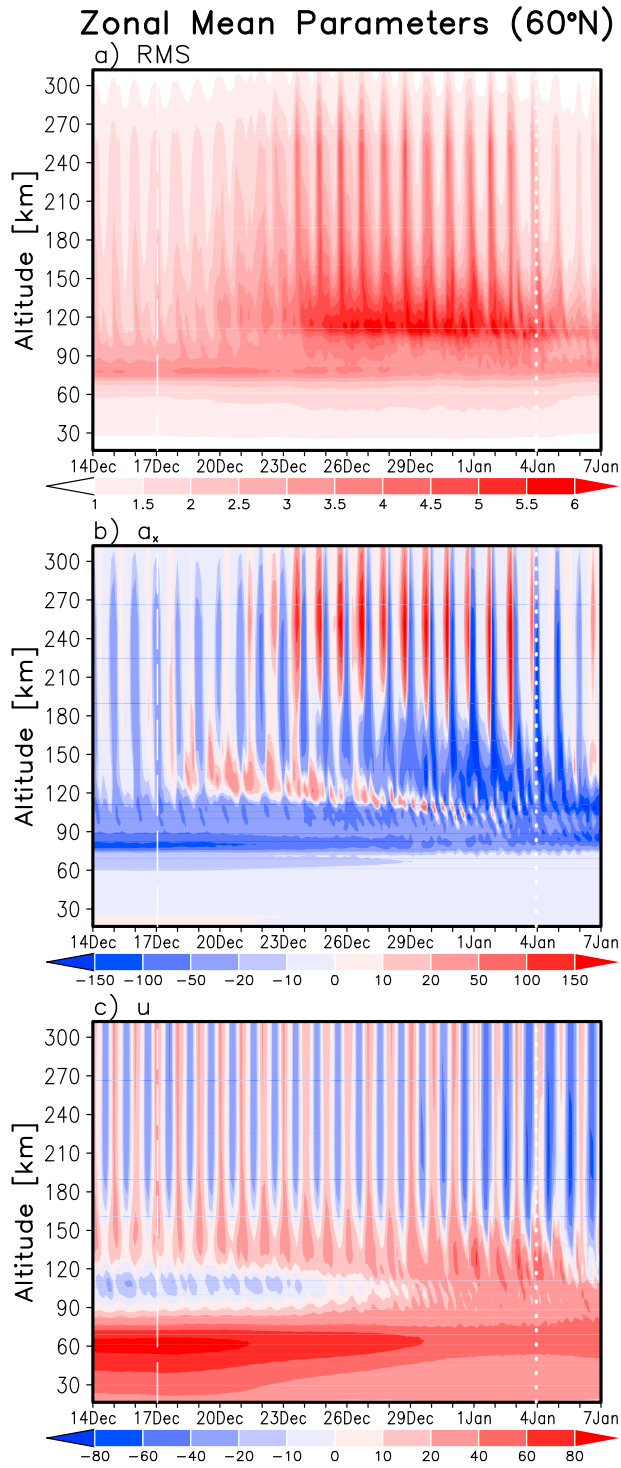 Zonal Mean Parameters (60°N)
a) RMS
300
270
240
210
180
150
120
90
60
30
Altitude [km]
14Dec 17Dec 20Dec 23Dec 26Dec 29Dec 1Jan 4Jan 7Jan
1 1.5 2 2.5 3 3.5 4 4.5 5 5.5 6
b) aₓ
300
270
240
210
180
150
120
90
60
30
Altitude [km]
14Dec 17Dec 20Dec 23Dec 26Dec 29Dec 1Jan 4Jan 7Jan
−150 −100 −50 −20 −10 0 10 20 50 100 150
c) u
300
270
240
210
180
150
120
90
60
30
Altitude [km]
14Dec 17Dec 20Dec 23Dec 26Dec 29Dec 1Jan 4Jan 7Jan
−80 −60 −40 −20 −10 0 10 20 40 60 80